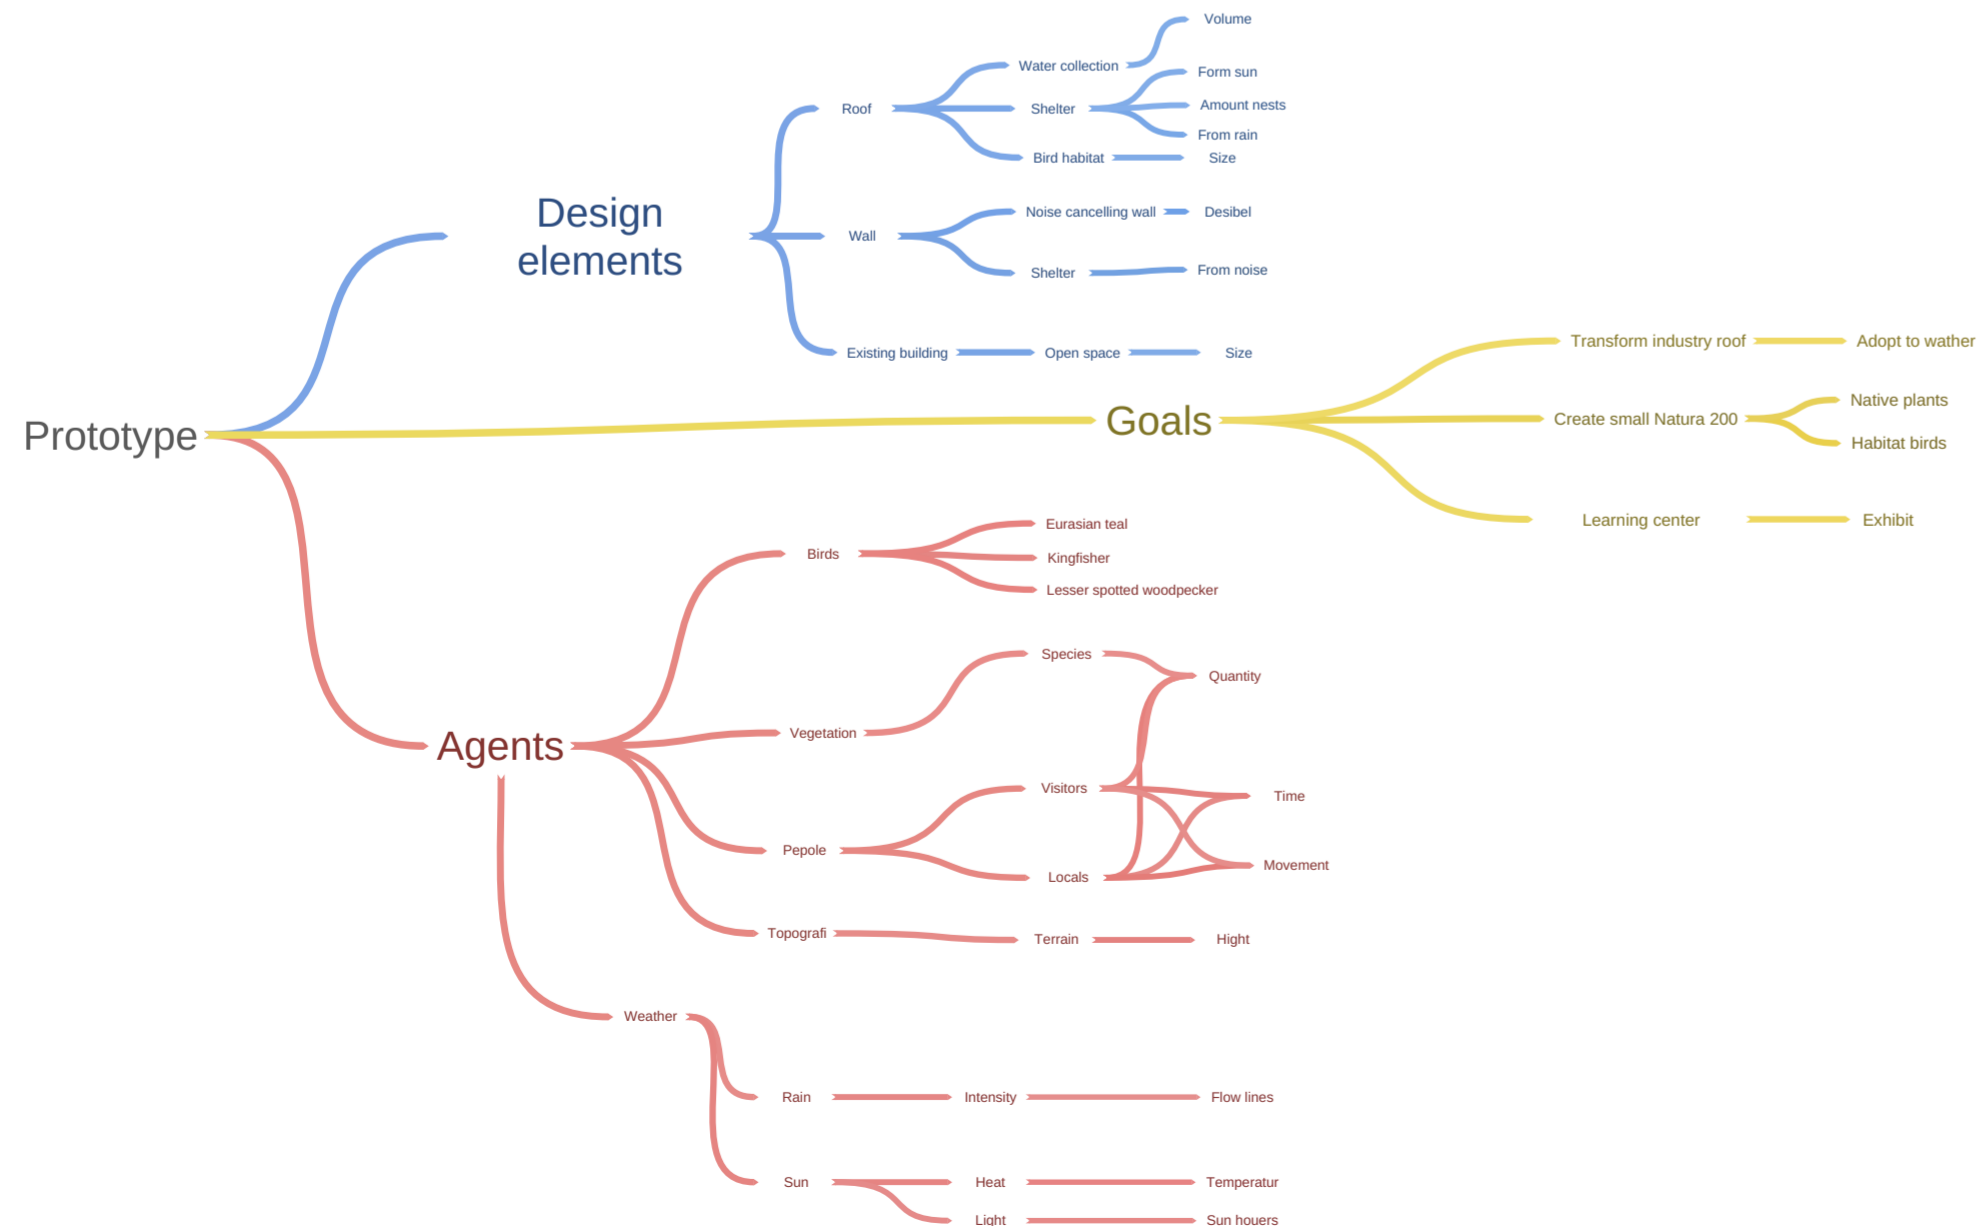 Prototype
Design
elements
Roof
Water collection
Volume
Shelter
Form sun
Amount nests
From rain
Bird habitat
Size
Wall
Noise cancelling wall
Desibel
Shelter
From noise
Existing building
Open space
Size
Goals
Transform industry roof
Adopt to wather
Create small Natura 200
Native plants
Habitat birds
Learning center
Exhibit
Agents
Birds
Eurasian teal
Kingfisher
Lesser spotted woodpecker
Vegetation
Species
Quantity
Pepole
Visitors
Time
Locals
Movement
Topografi
Terrain
Hight
Weather
Rain
Intensity
Flow lines
Sun
Heat
Temperatur
Light
Sun houers